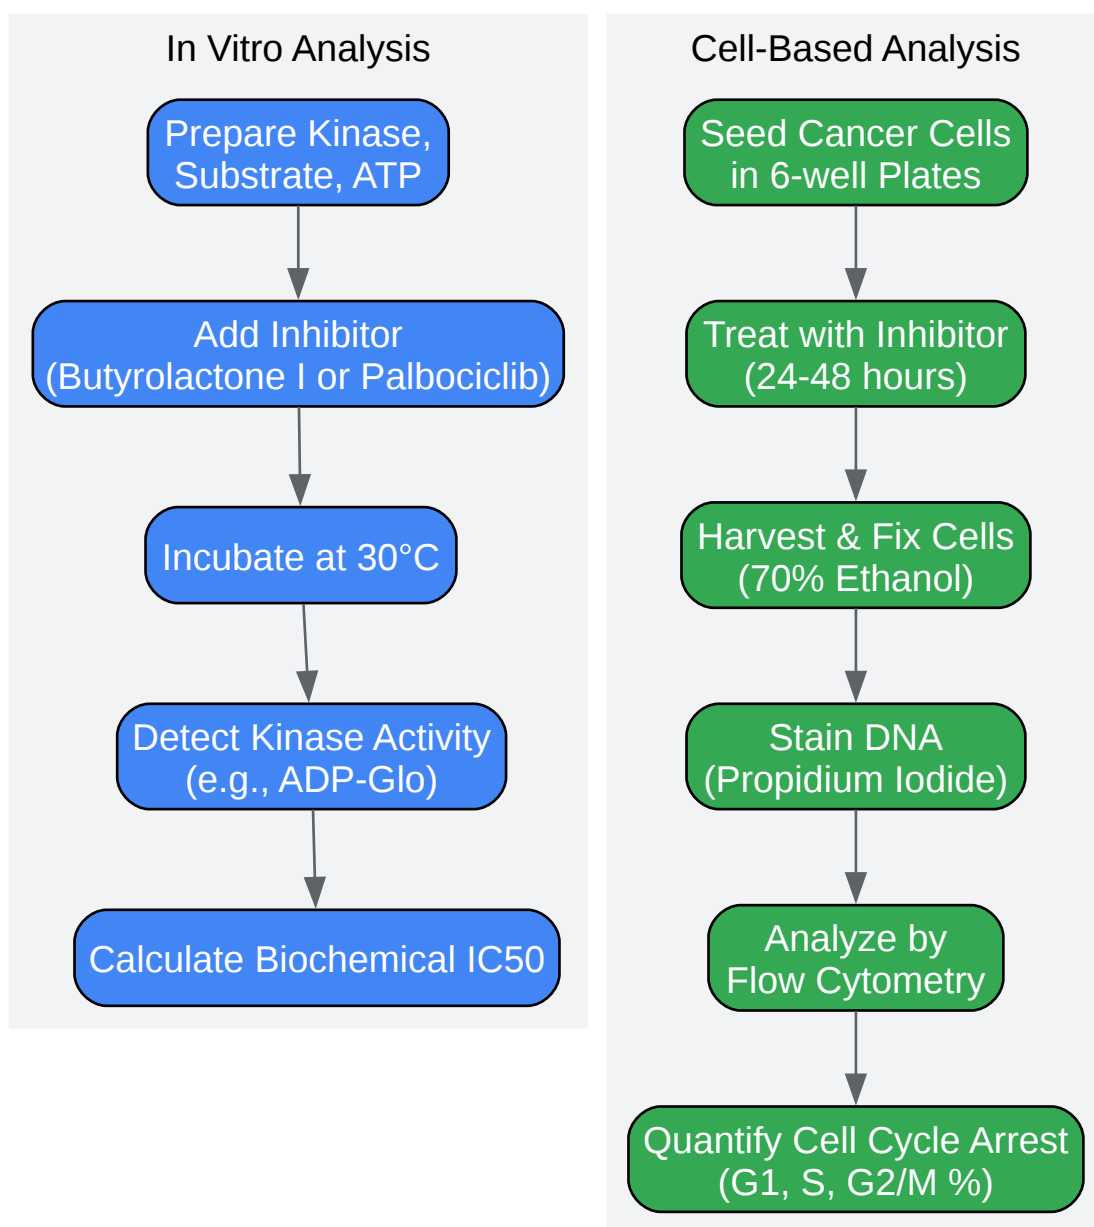 In Vitro Analysis
Prepare Kinase,
Substrate, ATP
Add Inhibitor
(Butyrolactone I or Palbociclib)
Incubate at 30°C
Detect Kinase Activity
(e.g., ADP-Glo)
Calculate Biochemical IC50
Cell-Based Analysis
Seed Cancer Cells
in 6-well Plates
Treat with Inhibitor
(24-48 hours)
Harvest & Fix Cells
(70% Ethanol)
Stain DNA
(Propidium Iodide)
Analyze by
Flow Cytometry
Quantify Cell Cycle Arrest
(G1, S, G2/M %)